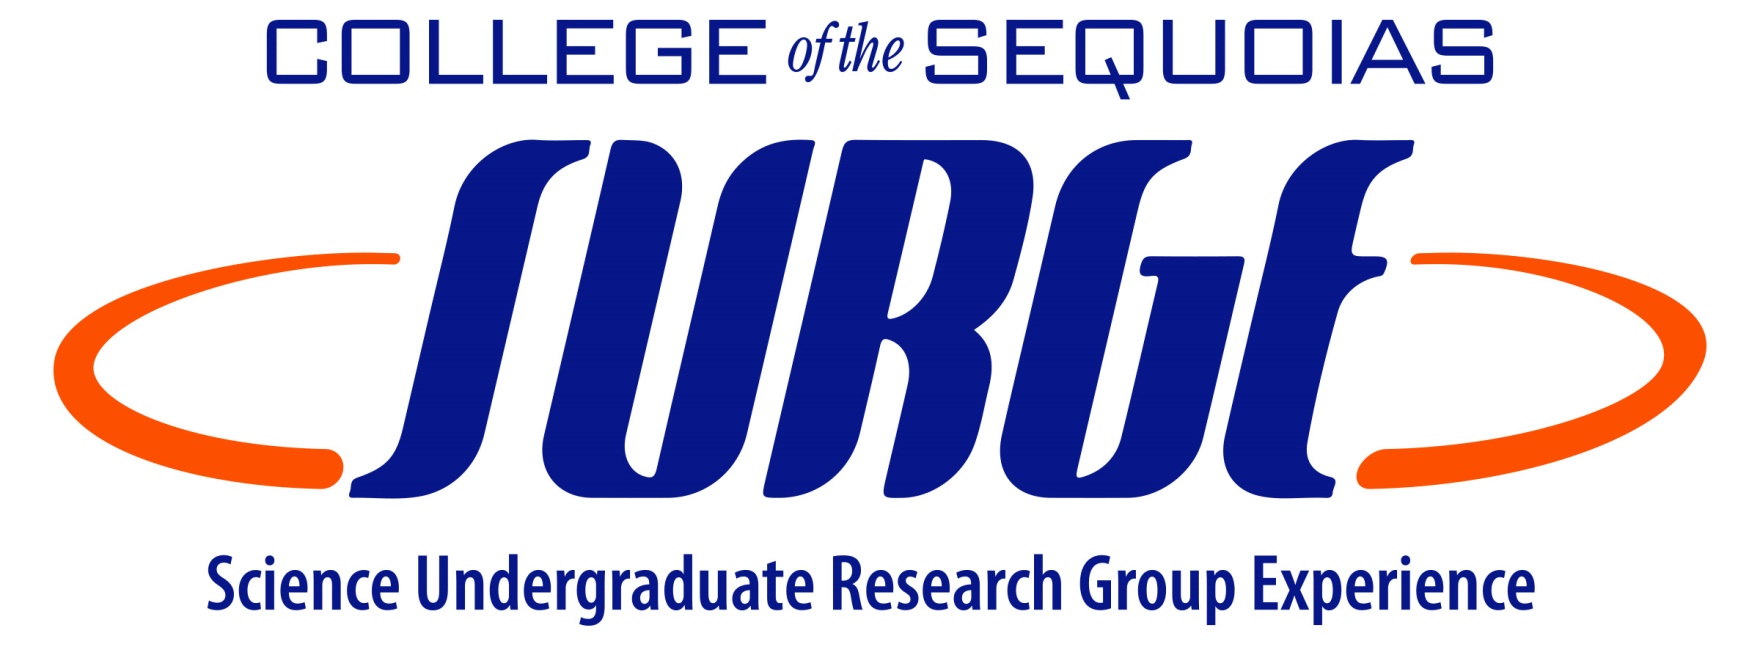 COLLEGE of the SEQUOIAS
SURGE
Science Undergraduate Research Group Experience